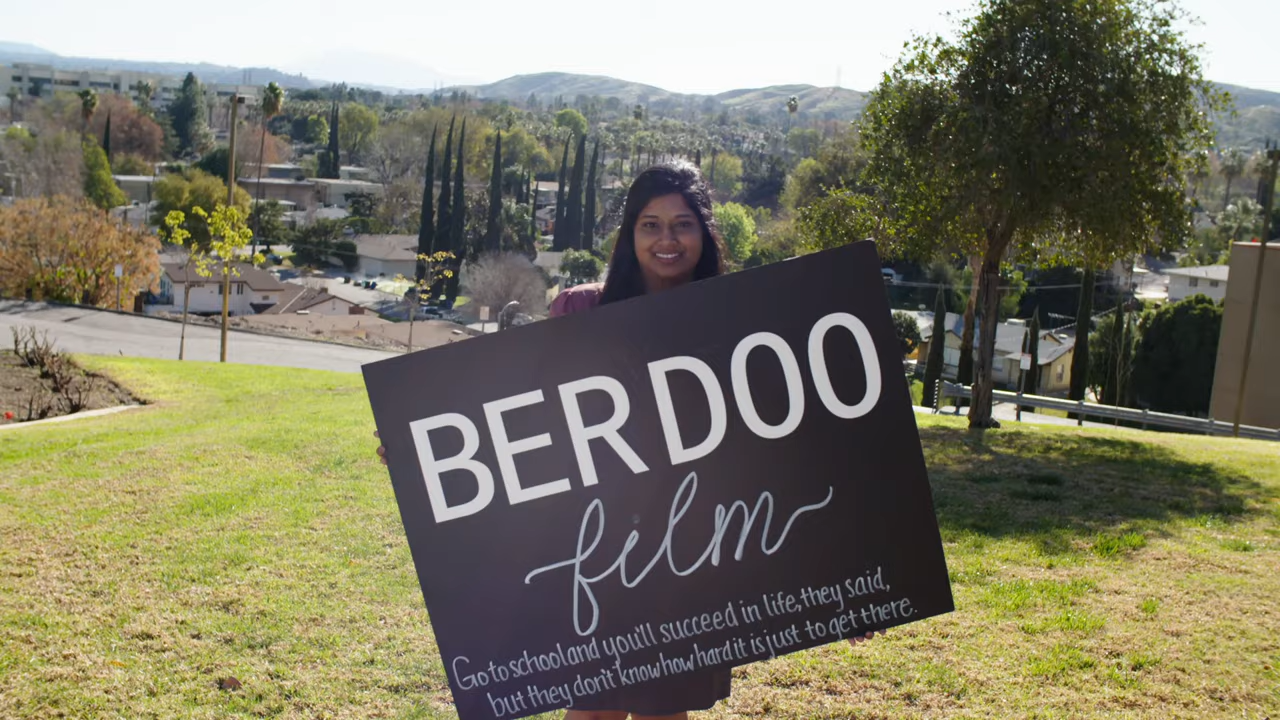 BERDOO
film
Go to school and you'll succeed in life, they said,
but they don't know how hard it is just to get there.